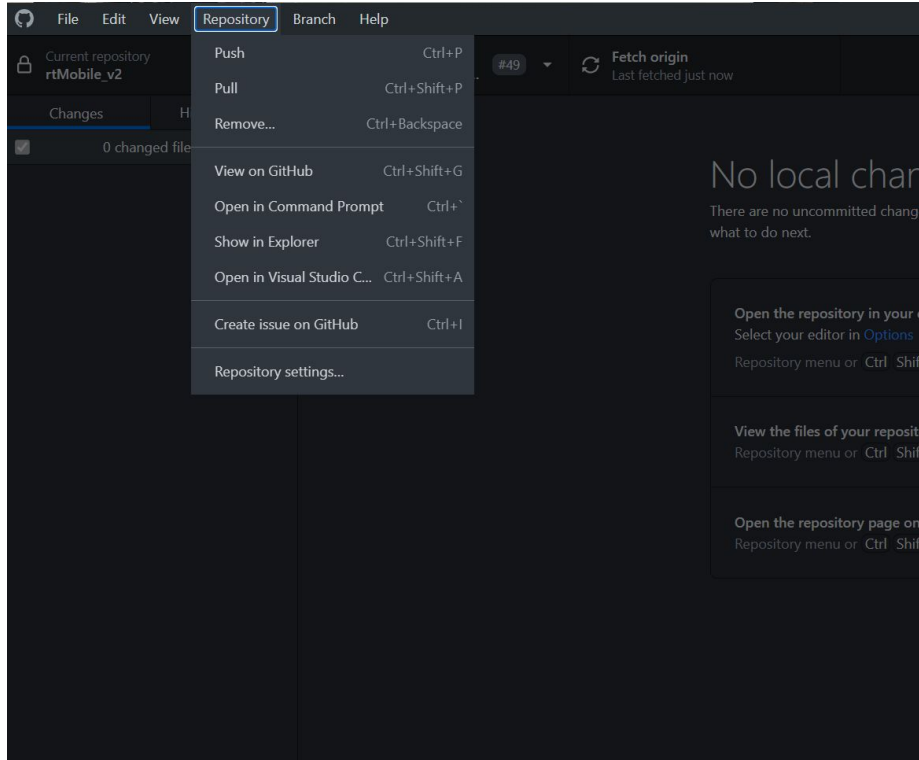 File Edit View Repository Branch Help
Current repository
rtMobile_v2
#49
Fetch origin
Last fetched just now
Push Ctrl+P
Pull Ctrl+Shift+P
Remove... Ctrl+Backspace
View on GitHub Ctrl+Shift+G
Open in Command Prompt Ctrl+`
Show in Explorer Ctrl+Shift+F
Open in Visual Studio C... Ctrl+Shift+A
Create issue on GitHub Ctrl+I
Repository settings...
Changes H
0 changed file
No local char
There are no uncommitted chang
what to do next.
Open the repository in your
Select your editor in Options
Repository menu or Ctrl Shif
View the files of your reposit
Repository menu or Ctrl Shif
Open the repository page on
Repository menu or Ctrl Shif